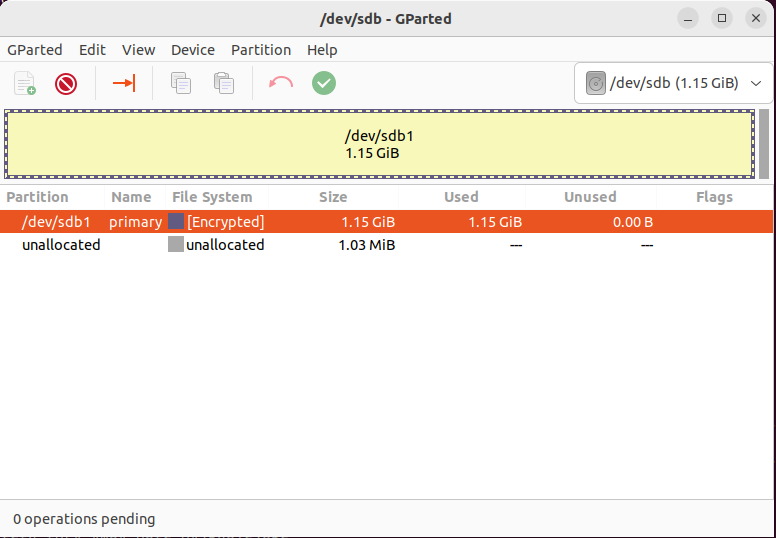 /dev/sdb - GParted
GParted Edit View Device Partition Help
/dev/sdb (1.15 GiB)
/dev/sdb1
1.15 GiB
Partition Name File System Size Used Unused Flags
/dev/sdb1 primary [Encrypted] 1.15 GiB 1.15 GiB 0.00 B
unallocated unallocated 1.03 MiB --- ---
0 operations pending